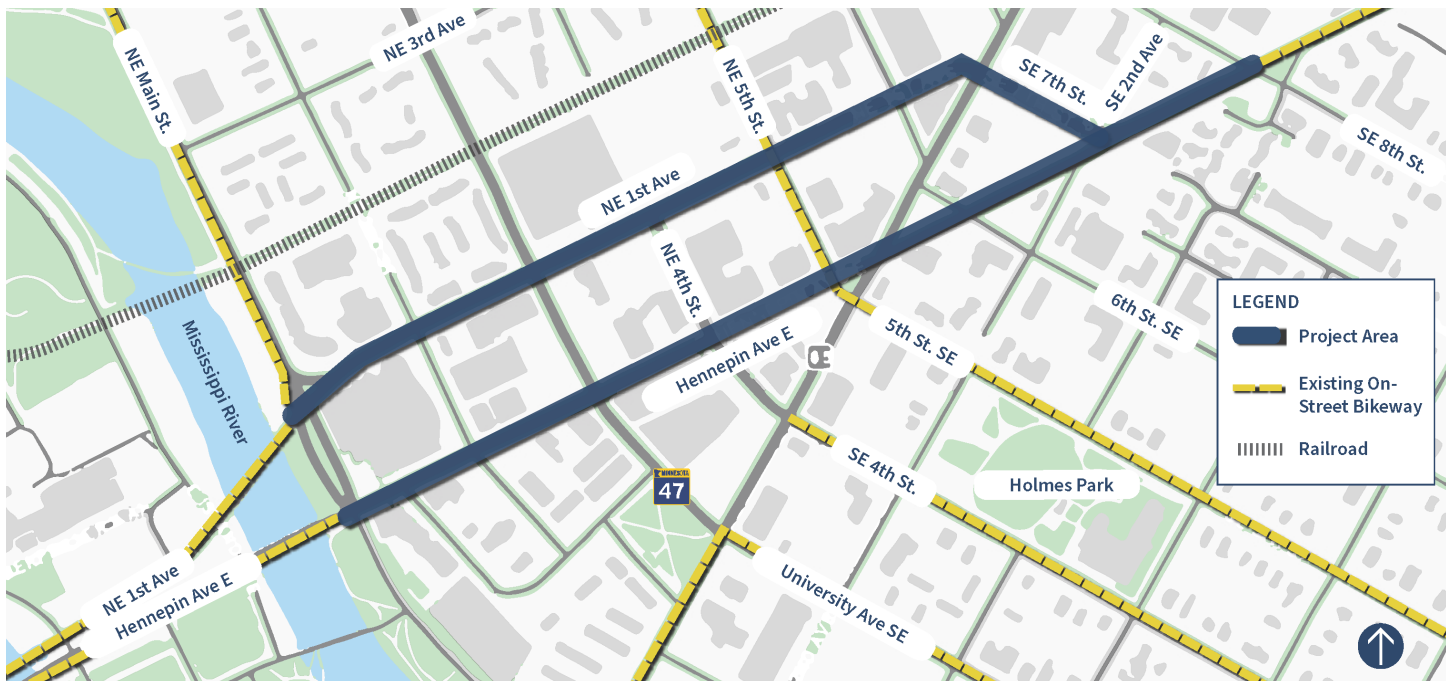 NE 3rd Ave
NE Main St.
NE 5th St.
SE 7th St.
SE 2nd Ave
SE 8th St.
NE 1st Ave
NE 4th St.
Mississippi River
Hennepin Ave E
5th St. SE
6th St. SE
LEGEND
Project Area
Existing On-
Street Bikeway
Railroad
SE 4th St.
Holmes Park
MINNESOTA
47
University Ave SE
NE 1st Ave
Hennepin Ave E